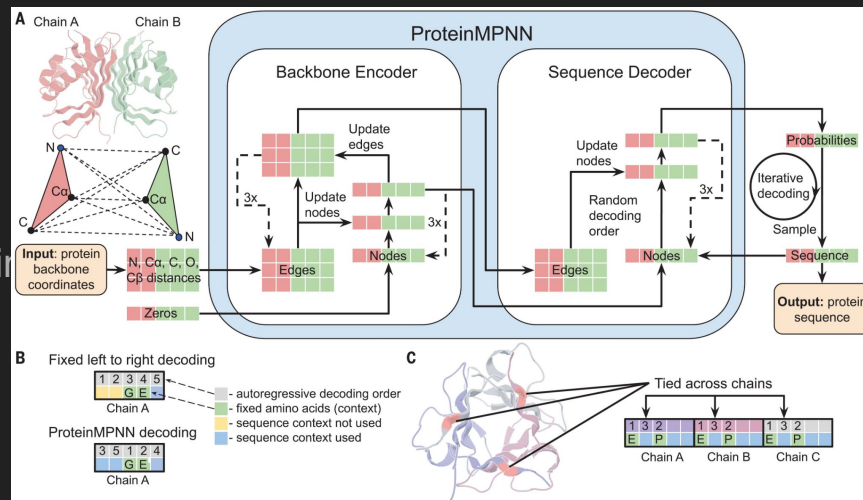 A
Chain A
Chain B
ProteinMPNN
Backbone Encoder
Sequence Decoder
N
C
Cα
Cα
C
N
Input: protein
backbone
coordinates
N, Cα, C, O,
Cβ distances
Zeros
Update
edges
3x
Update
nodes
3x
Edges
Nodes
Update
nodes
Random
decoding
order
3x
Edges
Nodes
Probabilities
Iterative
decoding
Sample
Sequence
Output: protein
sequence
B
Fixed left to right decoding
1 2 3 4 5
G E
Chain A
ProteinMPNN
decoding
3 5 1 2 4
G E
Chain A
- autoregressive decoding order
- fixed amino acids (context)
- sequence context not used
- sequence context used
C
Tied across chains
1 3 2 1 3 2 1 3 2
E P E P E P
Chain A Chain B Chain C